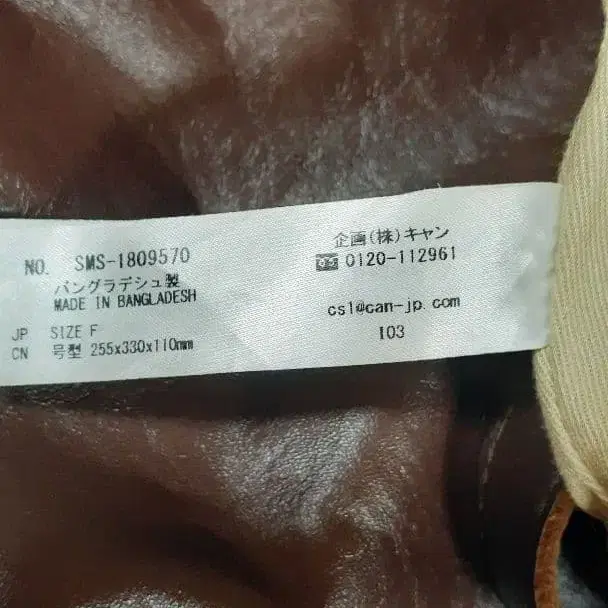 NO. SMS-1809570
バングラデシュ製
MADE IN BANGLADESH
JP SIZE F
CN 号型 255x330x110mm
企画(株)キャン
0120-112961
cs1@can-jp.com
103